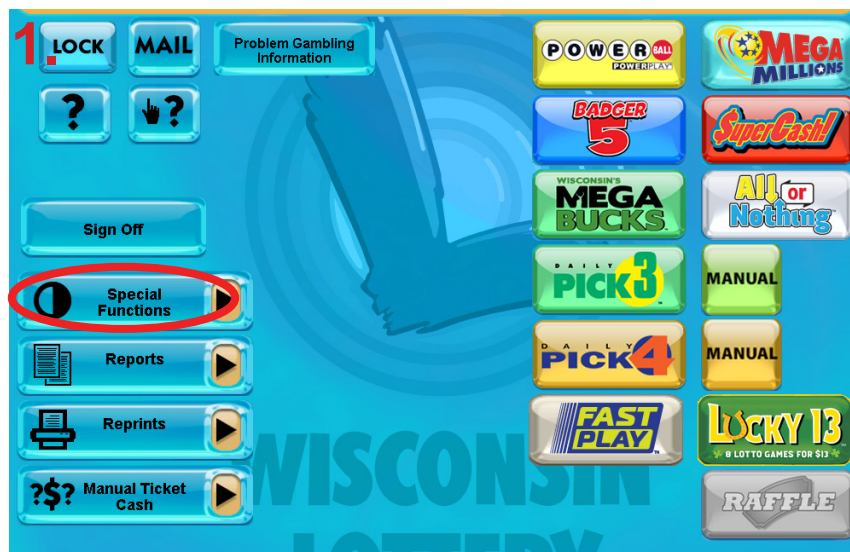 1.
LOCK
MAIL
Problem Gambling
Information
?
?
Sign Off
Special
Functions
Reports
Reprints
?$? Manual Ticket
Cash
POWERBALL
POWERPLAY
MEGA
MILLIONS
BADGER
5
SuperCash!
WISCONSIN'S
MEGA
BUCKS
All or
Nothing
DAILY
PICK 3
MANUAL
DAILY
PICK 4
MANUAL
FAST
PLAY
LUCKY 13
8 LOTTO GAMES FOR $13
RAFFLE
WISCONSIN
LOTTERY